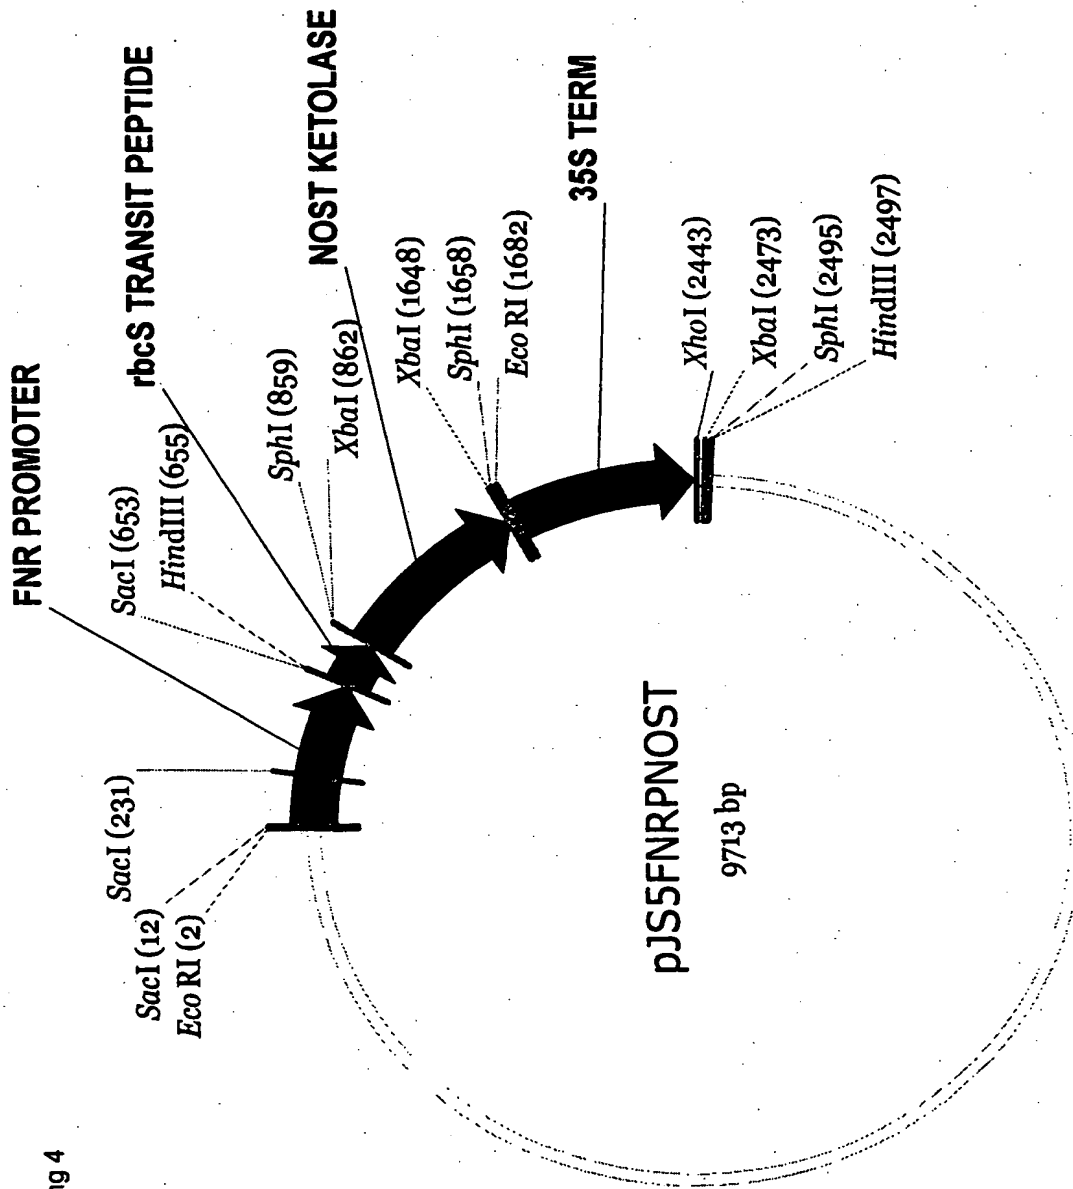 ng 4
FNR PROMOTER
rbcS TRANSIT PEPTIDE
NOST KETOLASE
35S TERM
SacI (12)
Eco RI (2)
SacI (231)
SacI (653)
HindIII (655)
SphI (859)
XbaI (862)
XbaI (1648)
SphI (1658)
Eco RI (1682)
XhoI (2443)
XbaI (2473)
SphI (2495)
HindIII (2497)
pJS5FNRPNOST
9713 bp